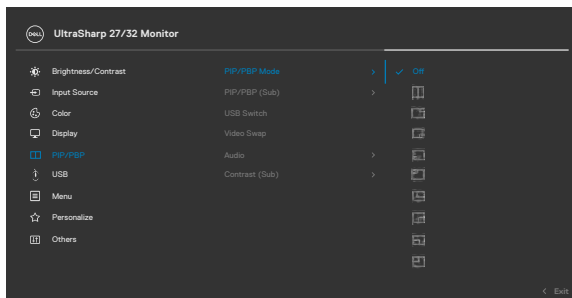 DELL UltraSharp 27/32 Monitor
Brightness/Contrast PIP/PBP Mode Off
Input Source PIP/PBP (Sub)
Color USB Switch
Display Video Swap
PIP/PBP Audio
USB Contrast (Sub)
Menu
Personalize
Others
Exit